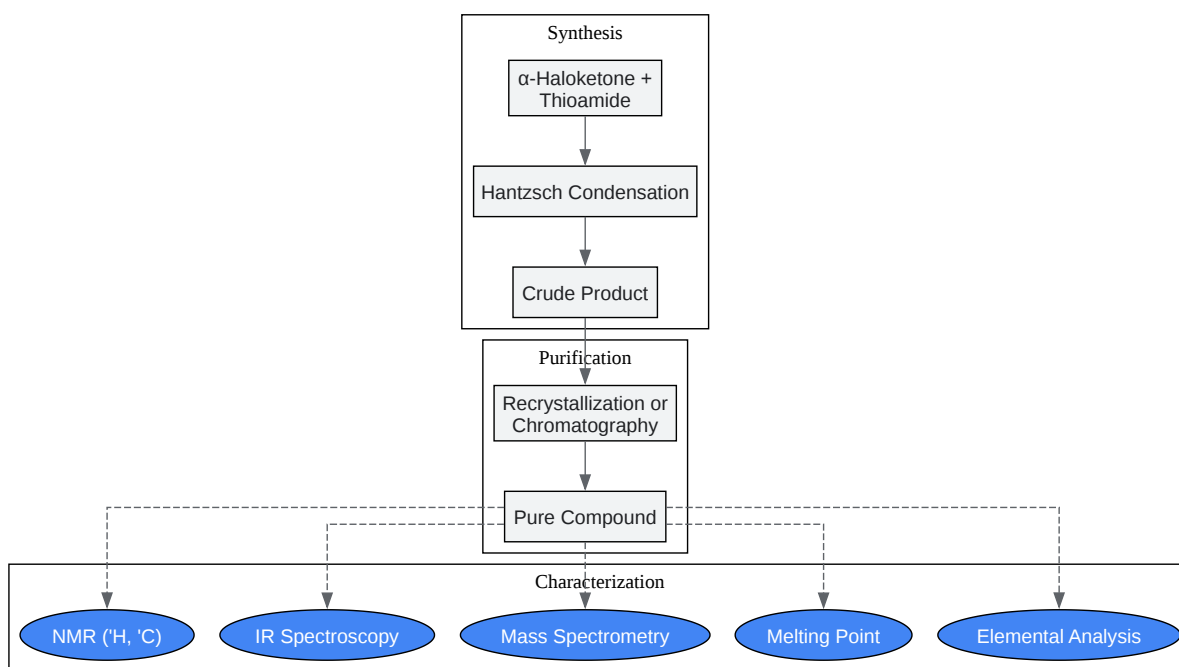 Synthesis
α-Haloketone +
Thioamide
Hantzsch Condensation
Crude Product
Purification
Recrystallization or
Chromatography
Pure Compound
Characterization
NMR ('H, 'C)
IR Spectroscopy
Mass Spectrometry
Melting Point
Elemental Analysis